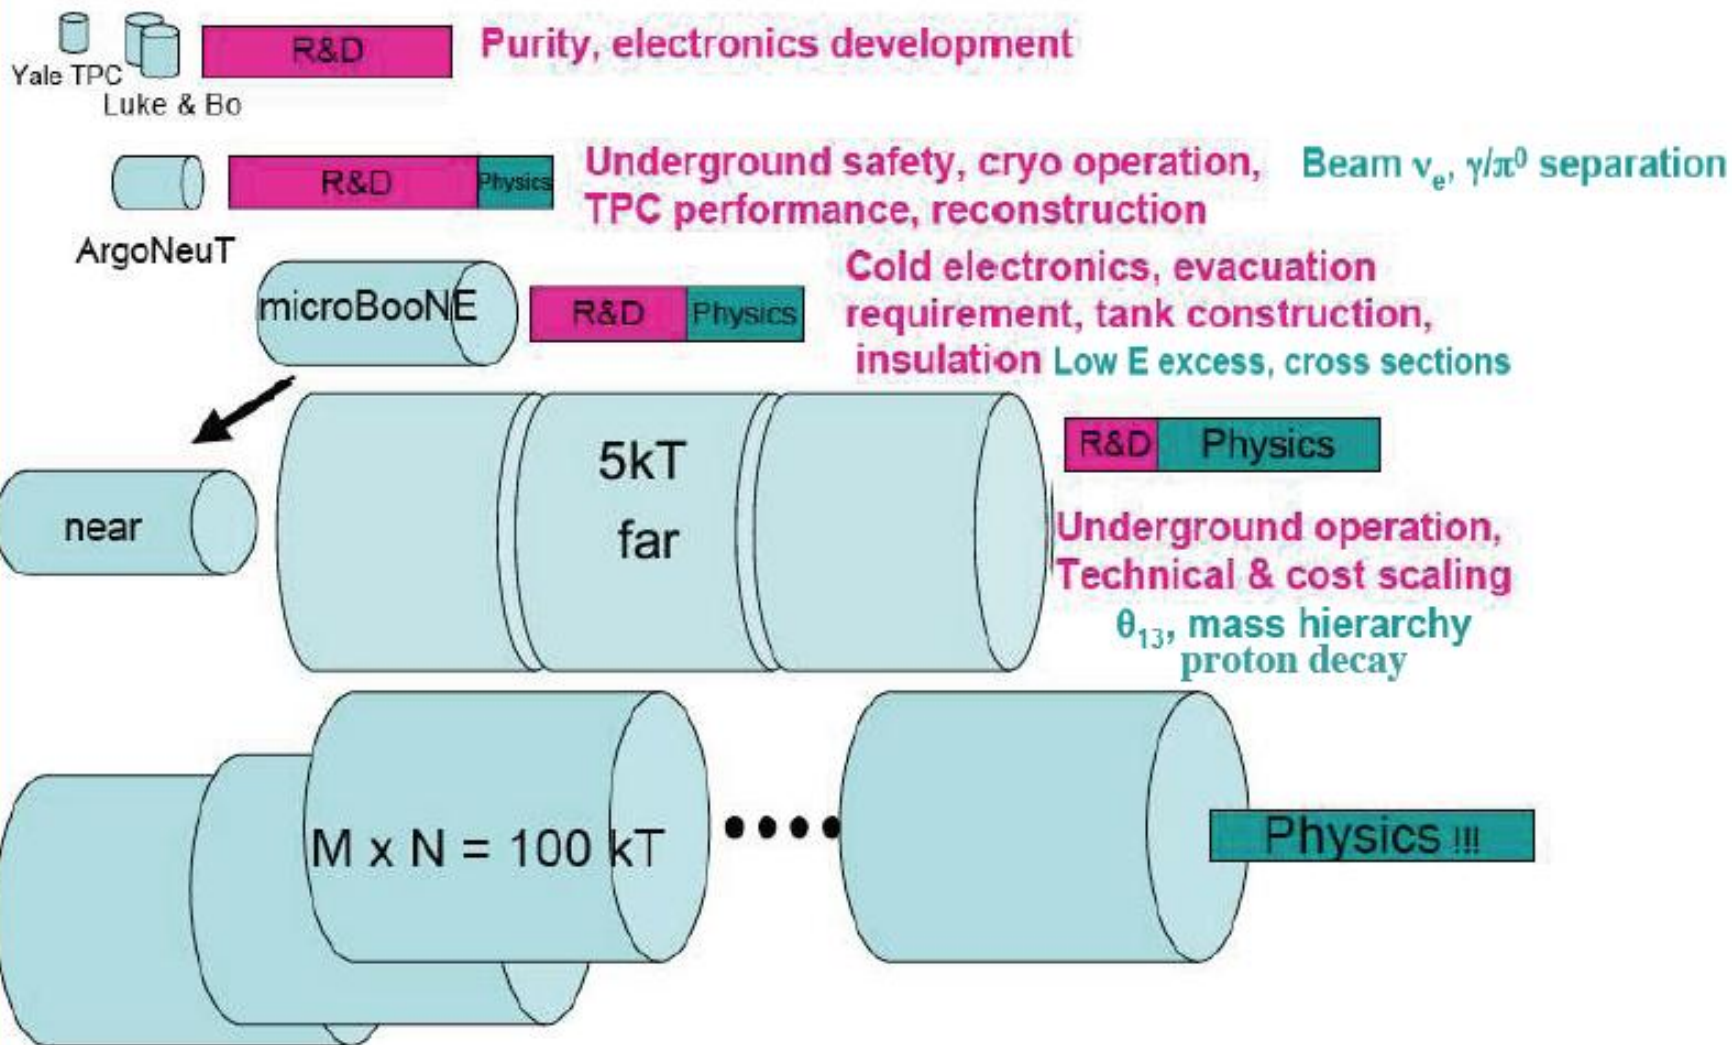 R&D
Purity, electronics development
Yale TPC
Luke & Bo
R&D
Physics
Underground safety, cryo operation,
TPC performance, reconstruction
Beam νₑ, γ/π⁰ separation
ArgoNeuT
microBooNE
R&D
Physics
Cold electronics, evacuation
requirement, tank construction,
insulation Low E excess, cross sections
near
5kT
far
R&D
Physics
Underground operation,
Technical & cost scaling
θ₁₃, mass hierarchy
proton decay
M x N = 100 kT
Physics !!!